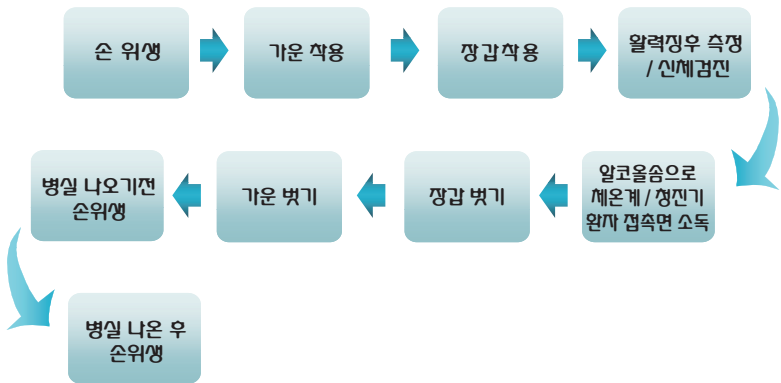 손 위생
가운 착용
장갑착용
활력징후 측정
/ 신체검진
알코올솜으로
체온계 / 청진기
환자 접촉면 소독
장갑 벗기
가운 벗기
병실 나오기전
손위생
병실 나온 후
손위생